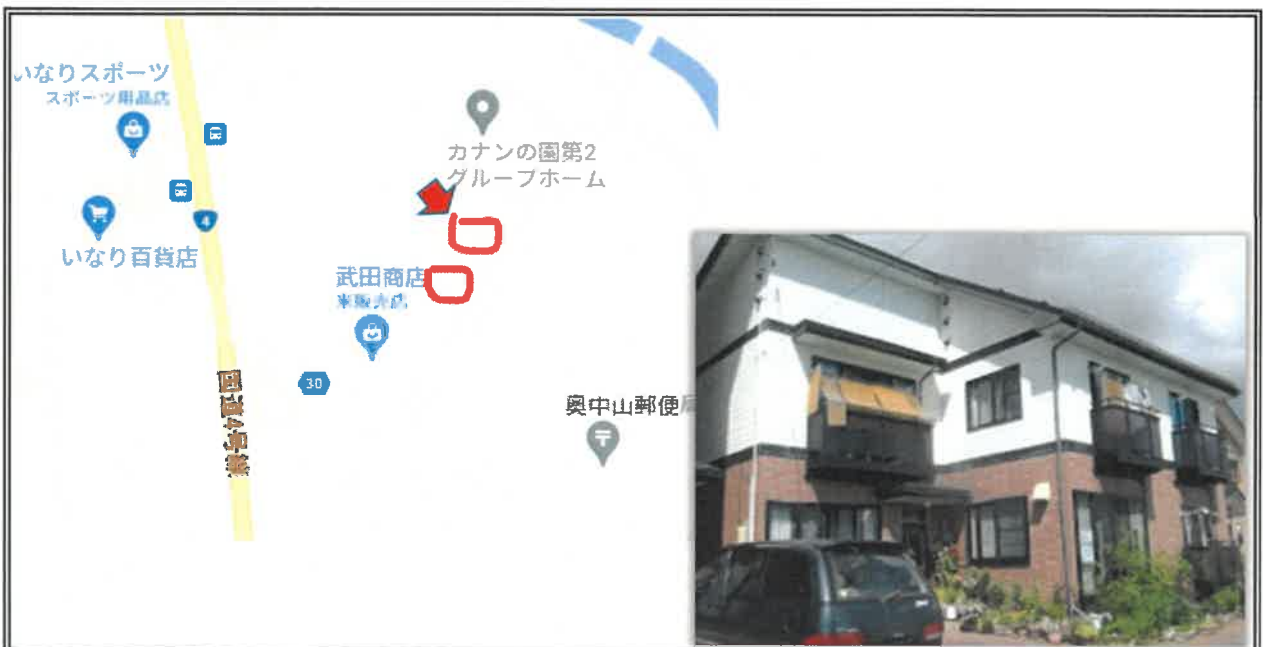 いなりスポーツ
スポーツ用品店
カナンの園第2
グループホーム
4
いなり百貨店
武田商店
30
国道4号線
奥中山郵便